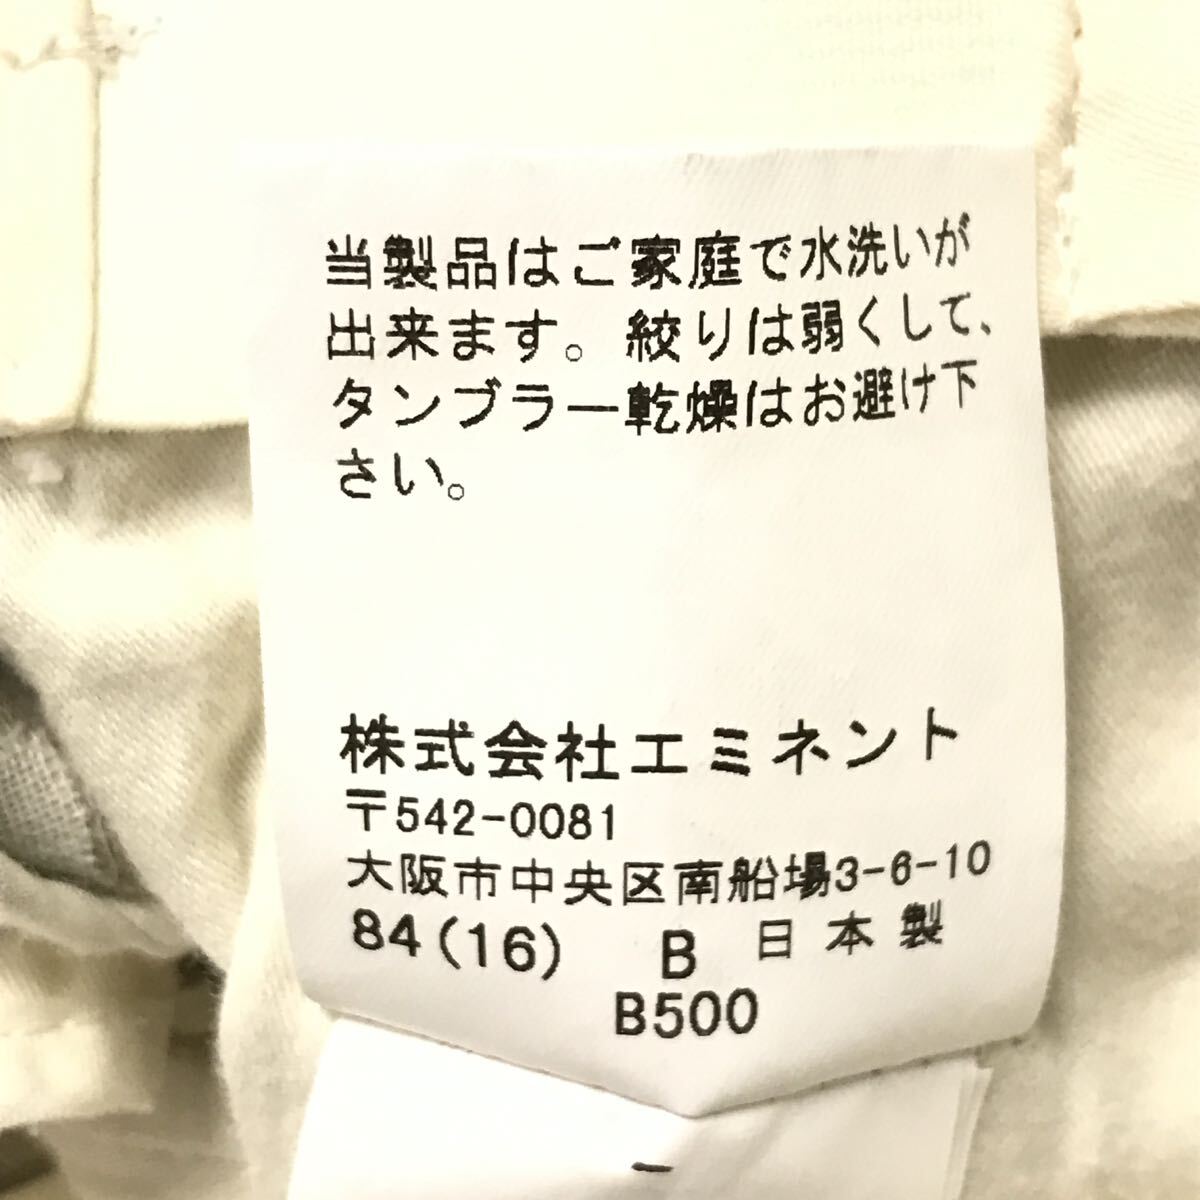 当製品はご家庭で水洗いが
出来ます。絞りは弱くして、
タンブラー乾燥はお避け下
さい。
株式会社エミネント
〒542-0081
大阪市中央区南船場3-6-10
84(16) B 日本製
B500